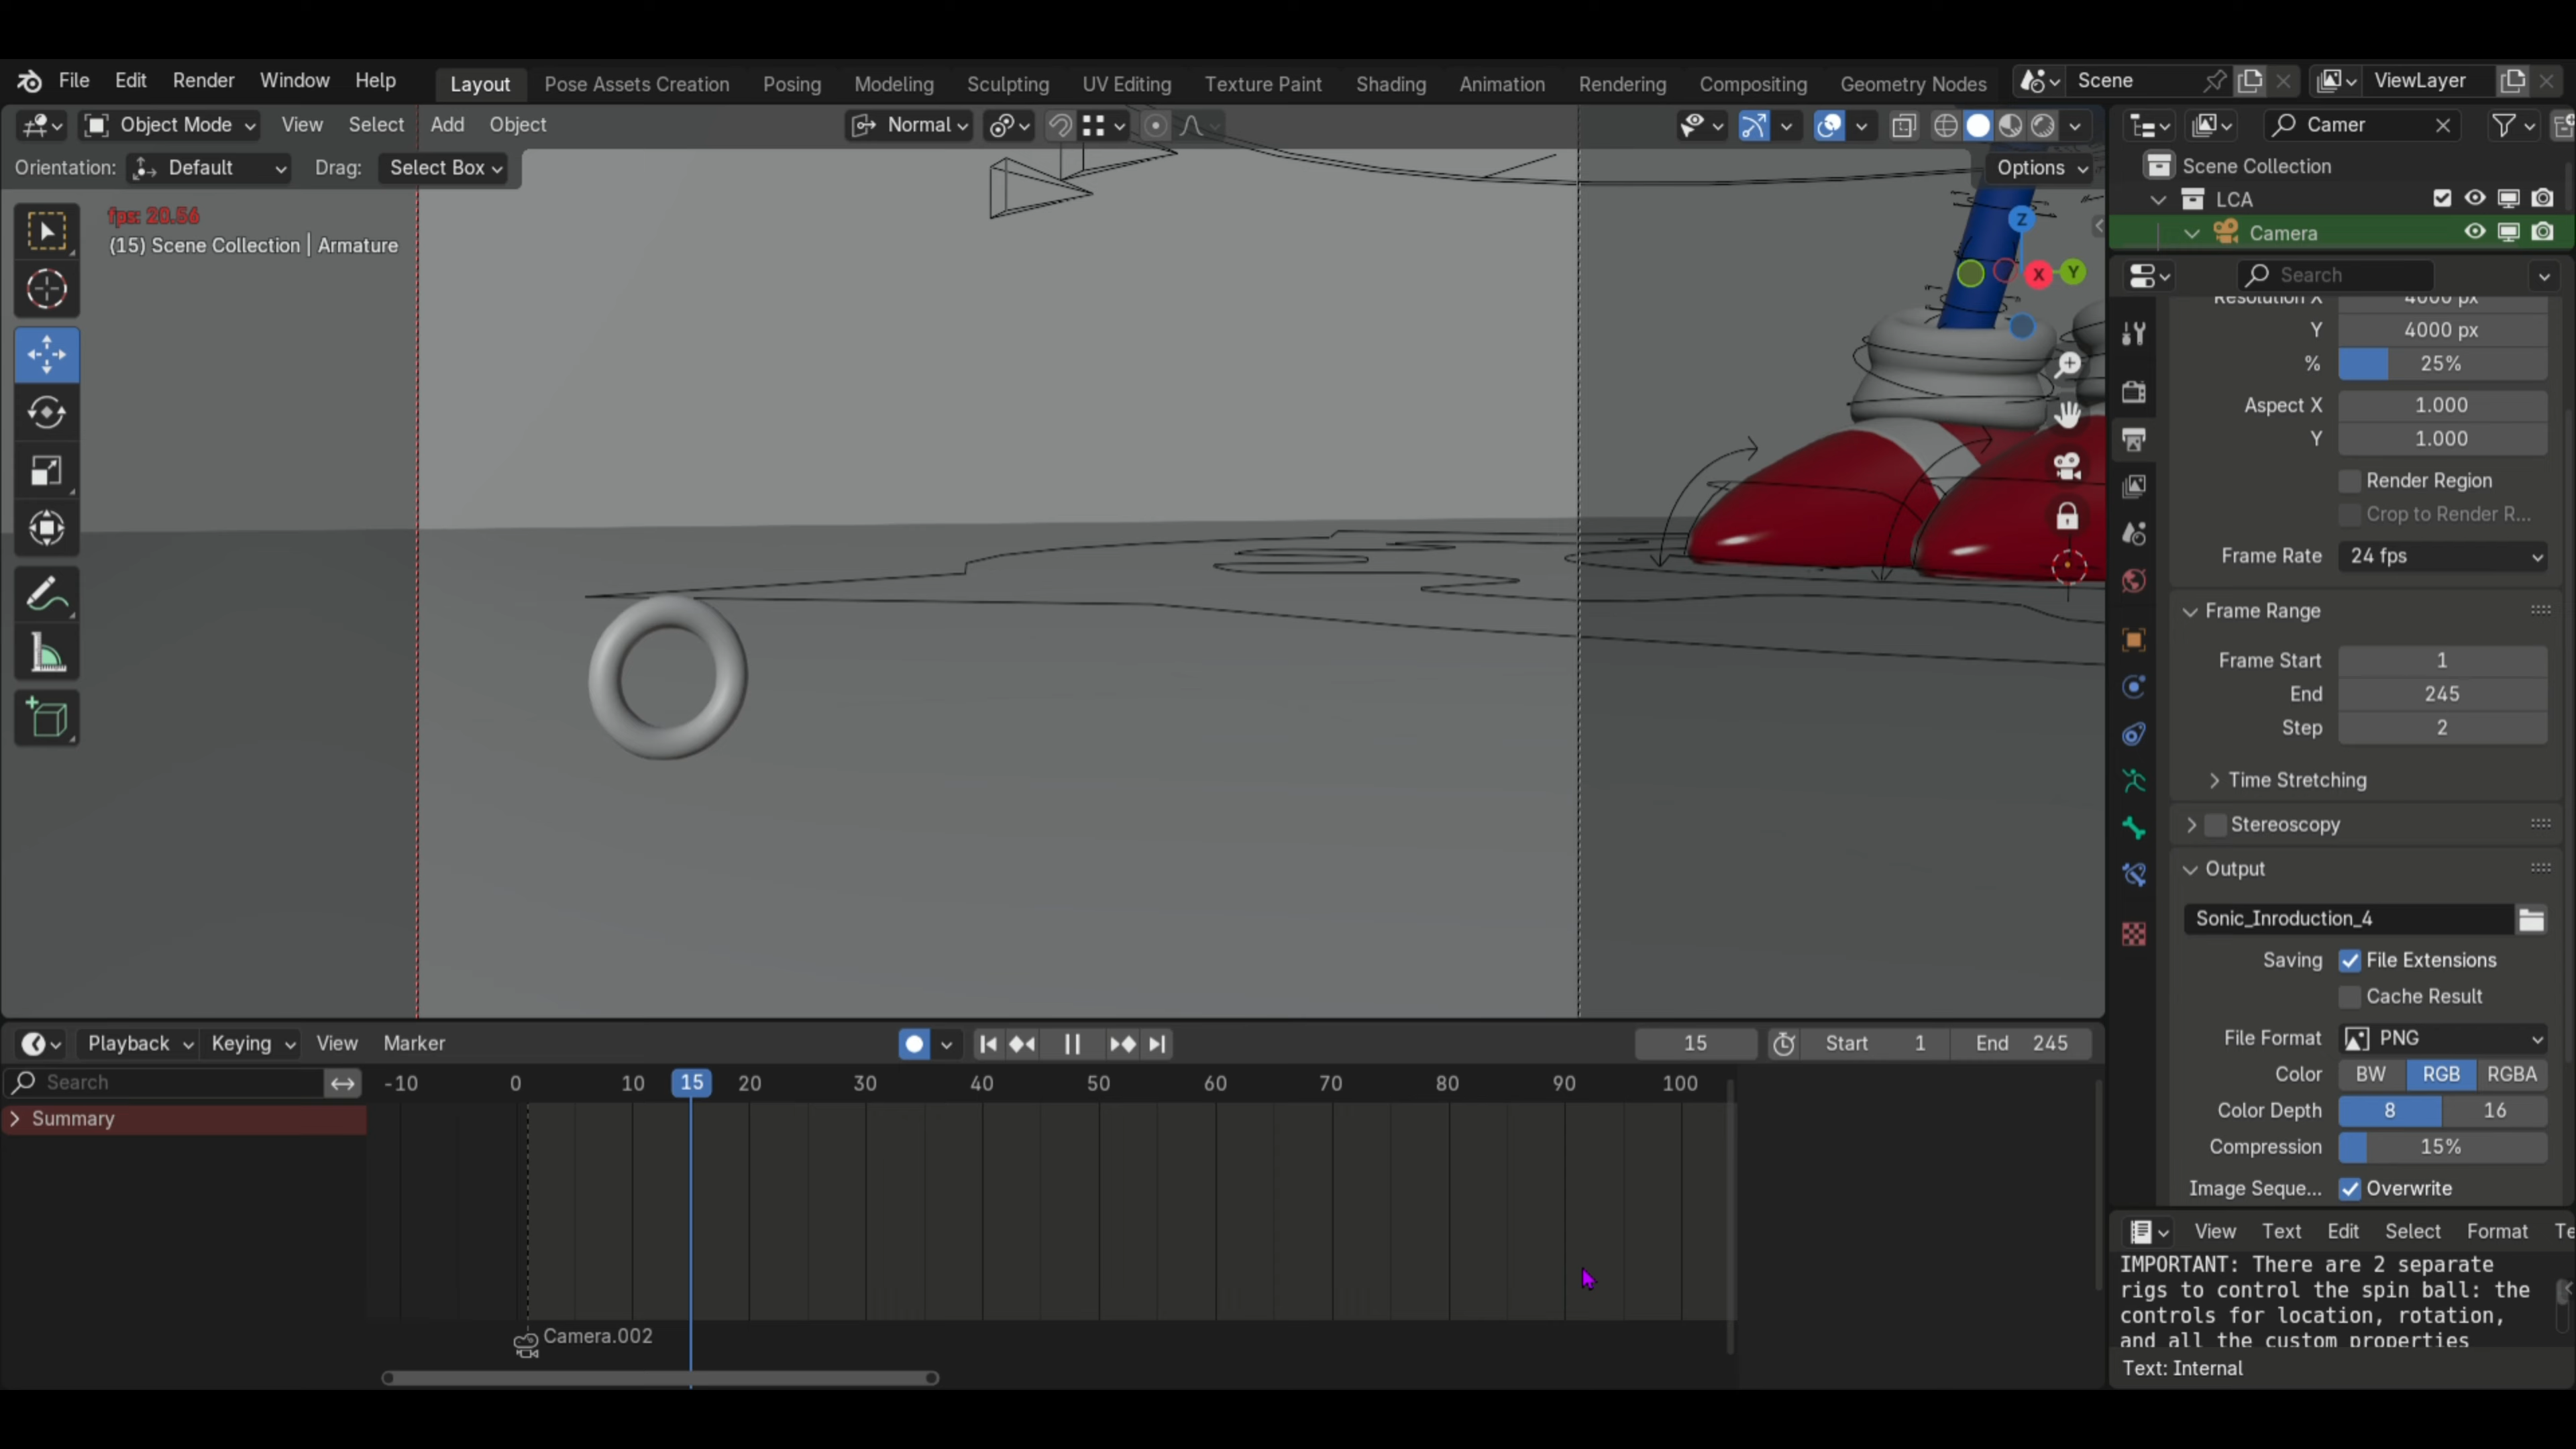 File Edit Render Window Help Layout Pose Assets Creation Posing Modeling Sculpting UV Editing Texture Paint Shading Animation Rendering Compositing Geometry Nodes Scene ViewLayer
Object Mode View Select Add Object Normal Camer
Orientation: Default Drag: Select Box Options
fps: 20.56
(15) Scene Collection | Armature
Z
X
Y
Scene Collection
LCA
Camera
Search
Resolution X 4000 px
Y 4000 px
% 25%
Aspect X 1.000
Y 1.000
Render Region
Crop to Render R...
Frame Rate 24 fps
Frame Range
Frame Start 1
End 245
Step 2
Time Stretching
Stereoscopy
Output
Sonic_Inroduction_4
Saving File Extensions
Cache Result
File Format PNG
Color BW RGB RGBA
Color Depth 8 16
Compression 15%
Image Seque... Overwrite
Playback Keying View Marker 15 Start 1 End 245
Search -10 0 10 15 20 30 40 50 60 70 80 90 100
Summary
Camera.002
View Text Edit Select Format Te
IMPORTANT: There are 2 separate
rigs to control the spin ball: the
controls for location, rotation,
and all the custom properties
Text: Internal